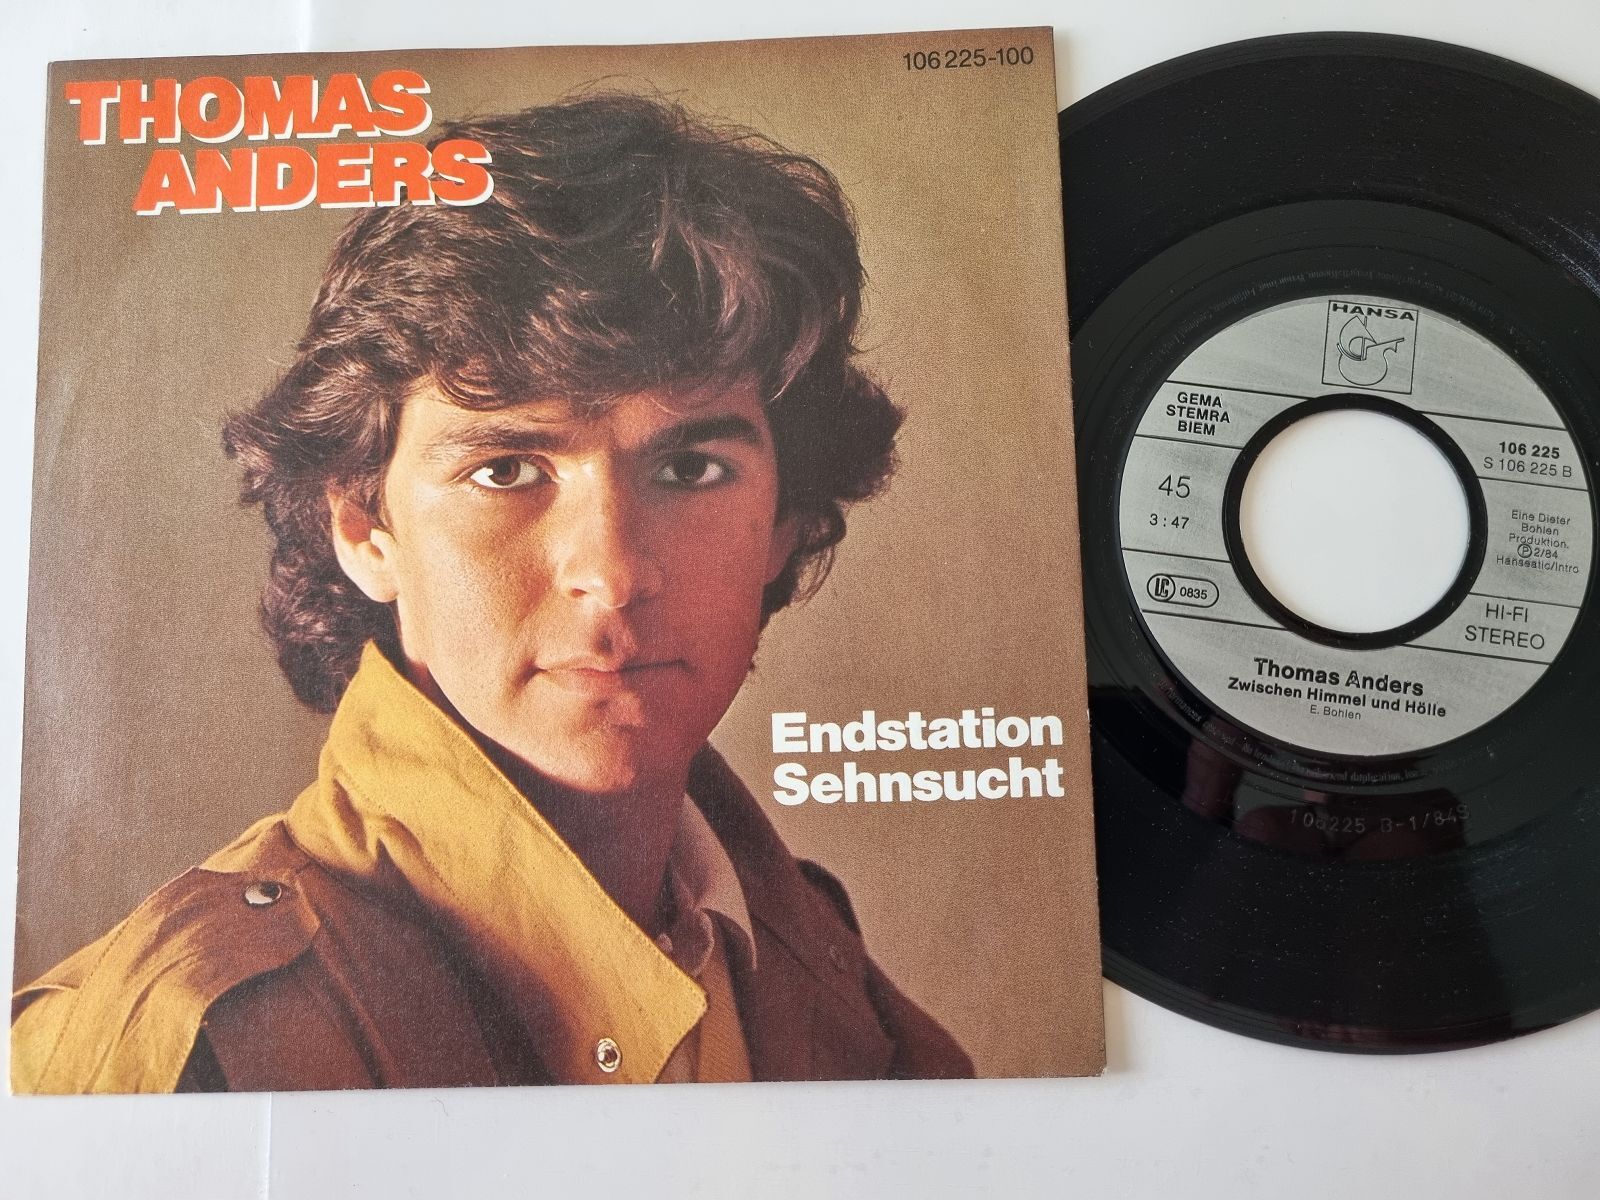 THOMAS
ANDERS
106 225-100
Endstation
Sehnsucht
HANSA
GEMA
STEMRA
BIEM
45
3:47
LC 0835
106 225
S 106 225 B
Eine Dieter
Bohlen
Produktion.
Ⓟ 2/84
Hanseatic/Intro
HI-FI
STEREO
Thomas Anders
Zwischen Himmel und Hölle
E. Bohlen
106225 B-1/84S